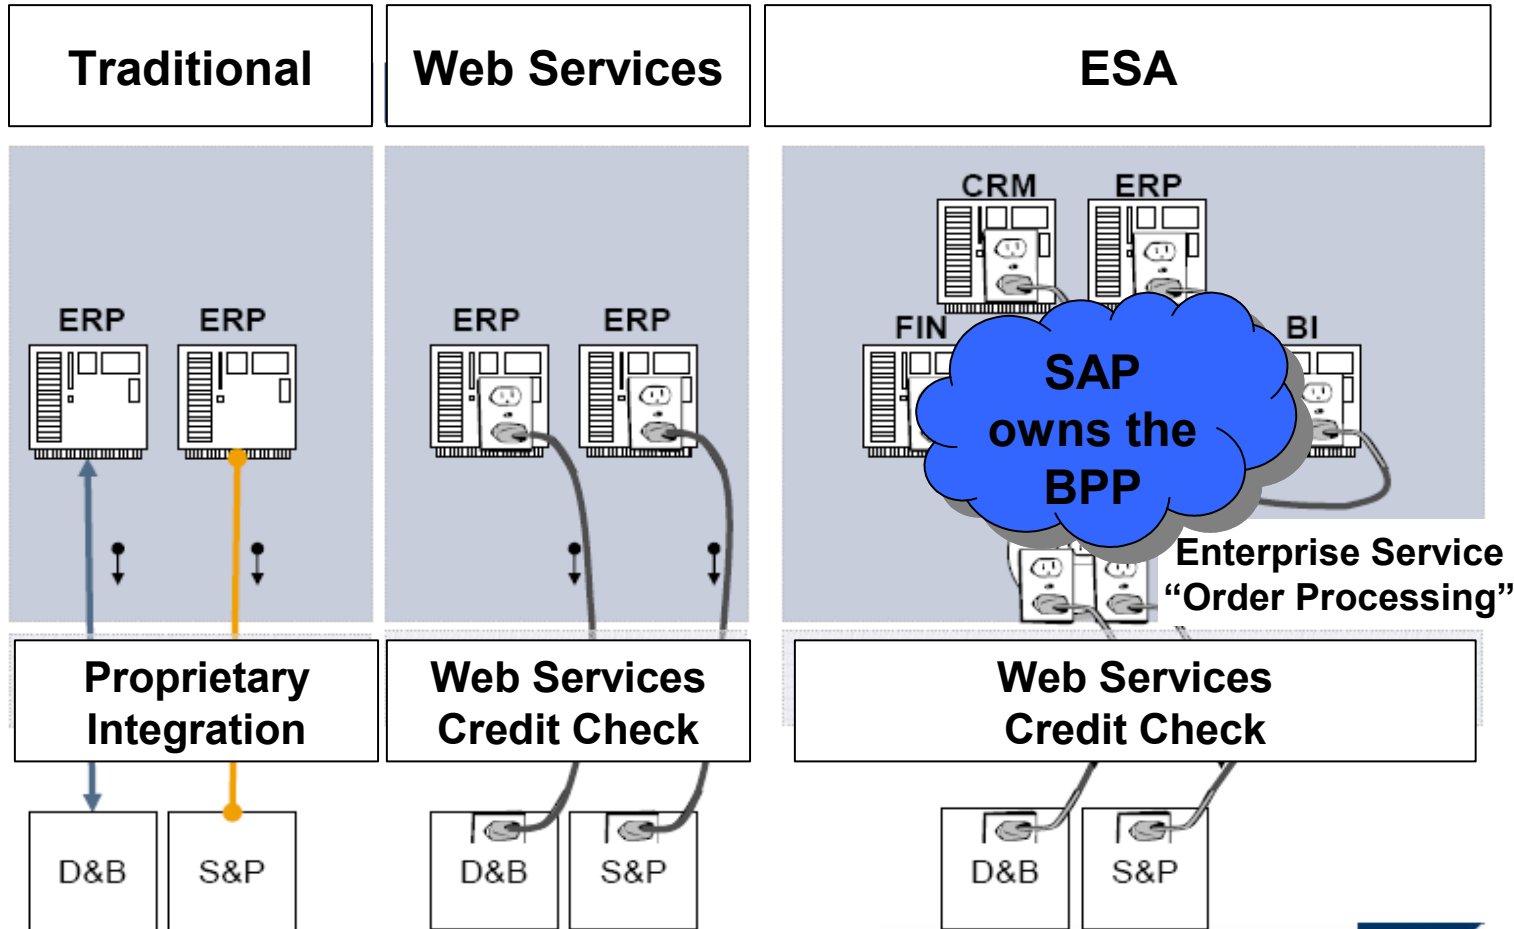 Traditional
Web Services
ESA
ERP
ERP
ERP
ERP
CRM
ERP
FIN
BI
SAP
owns the
BPP
Enterprise Service
“Order Processing”
Proprietary
Integration
Web Services
Credit Check
Web Services
Credit Check
D&B
S&P
D&B
S&P
D&B
S&P